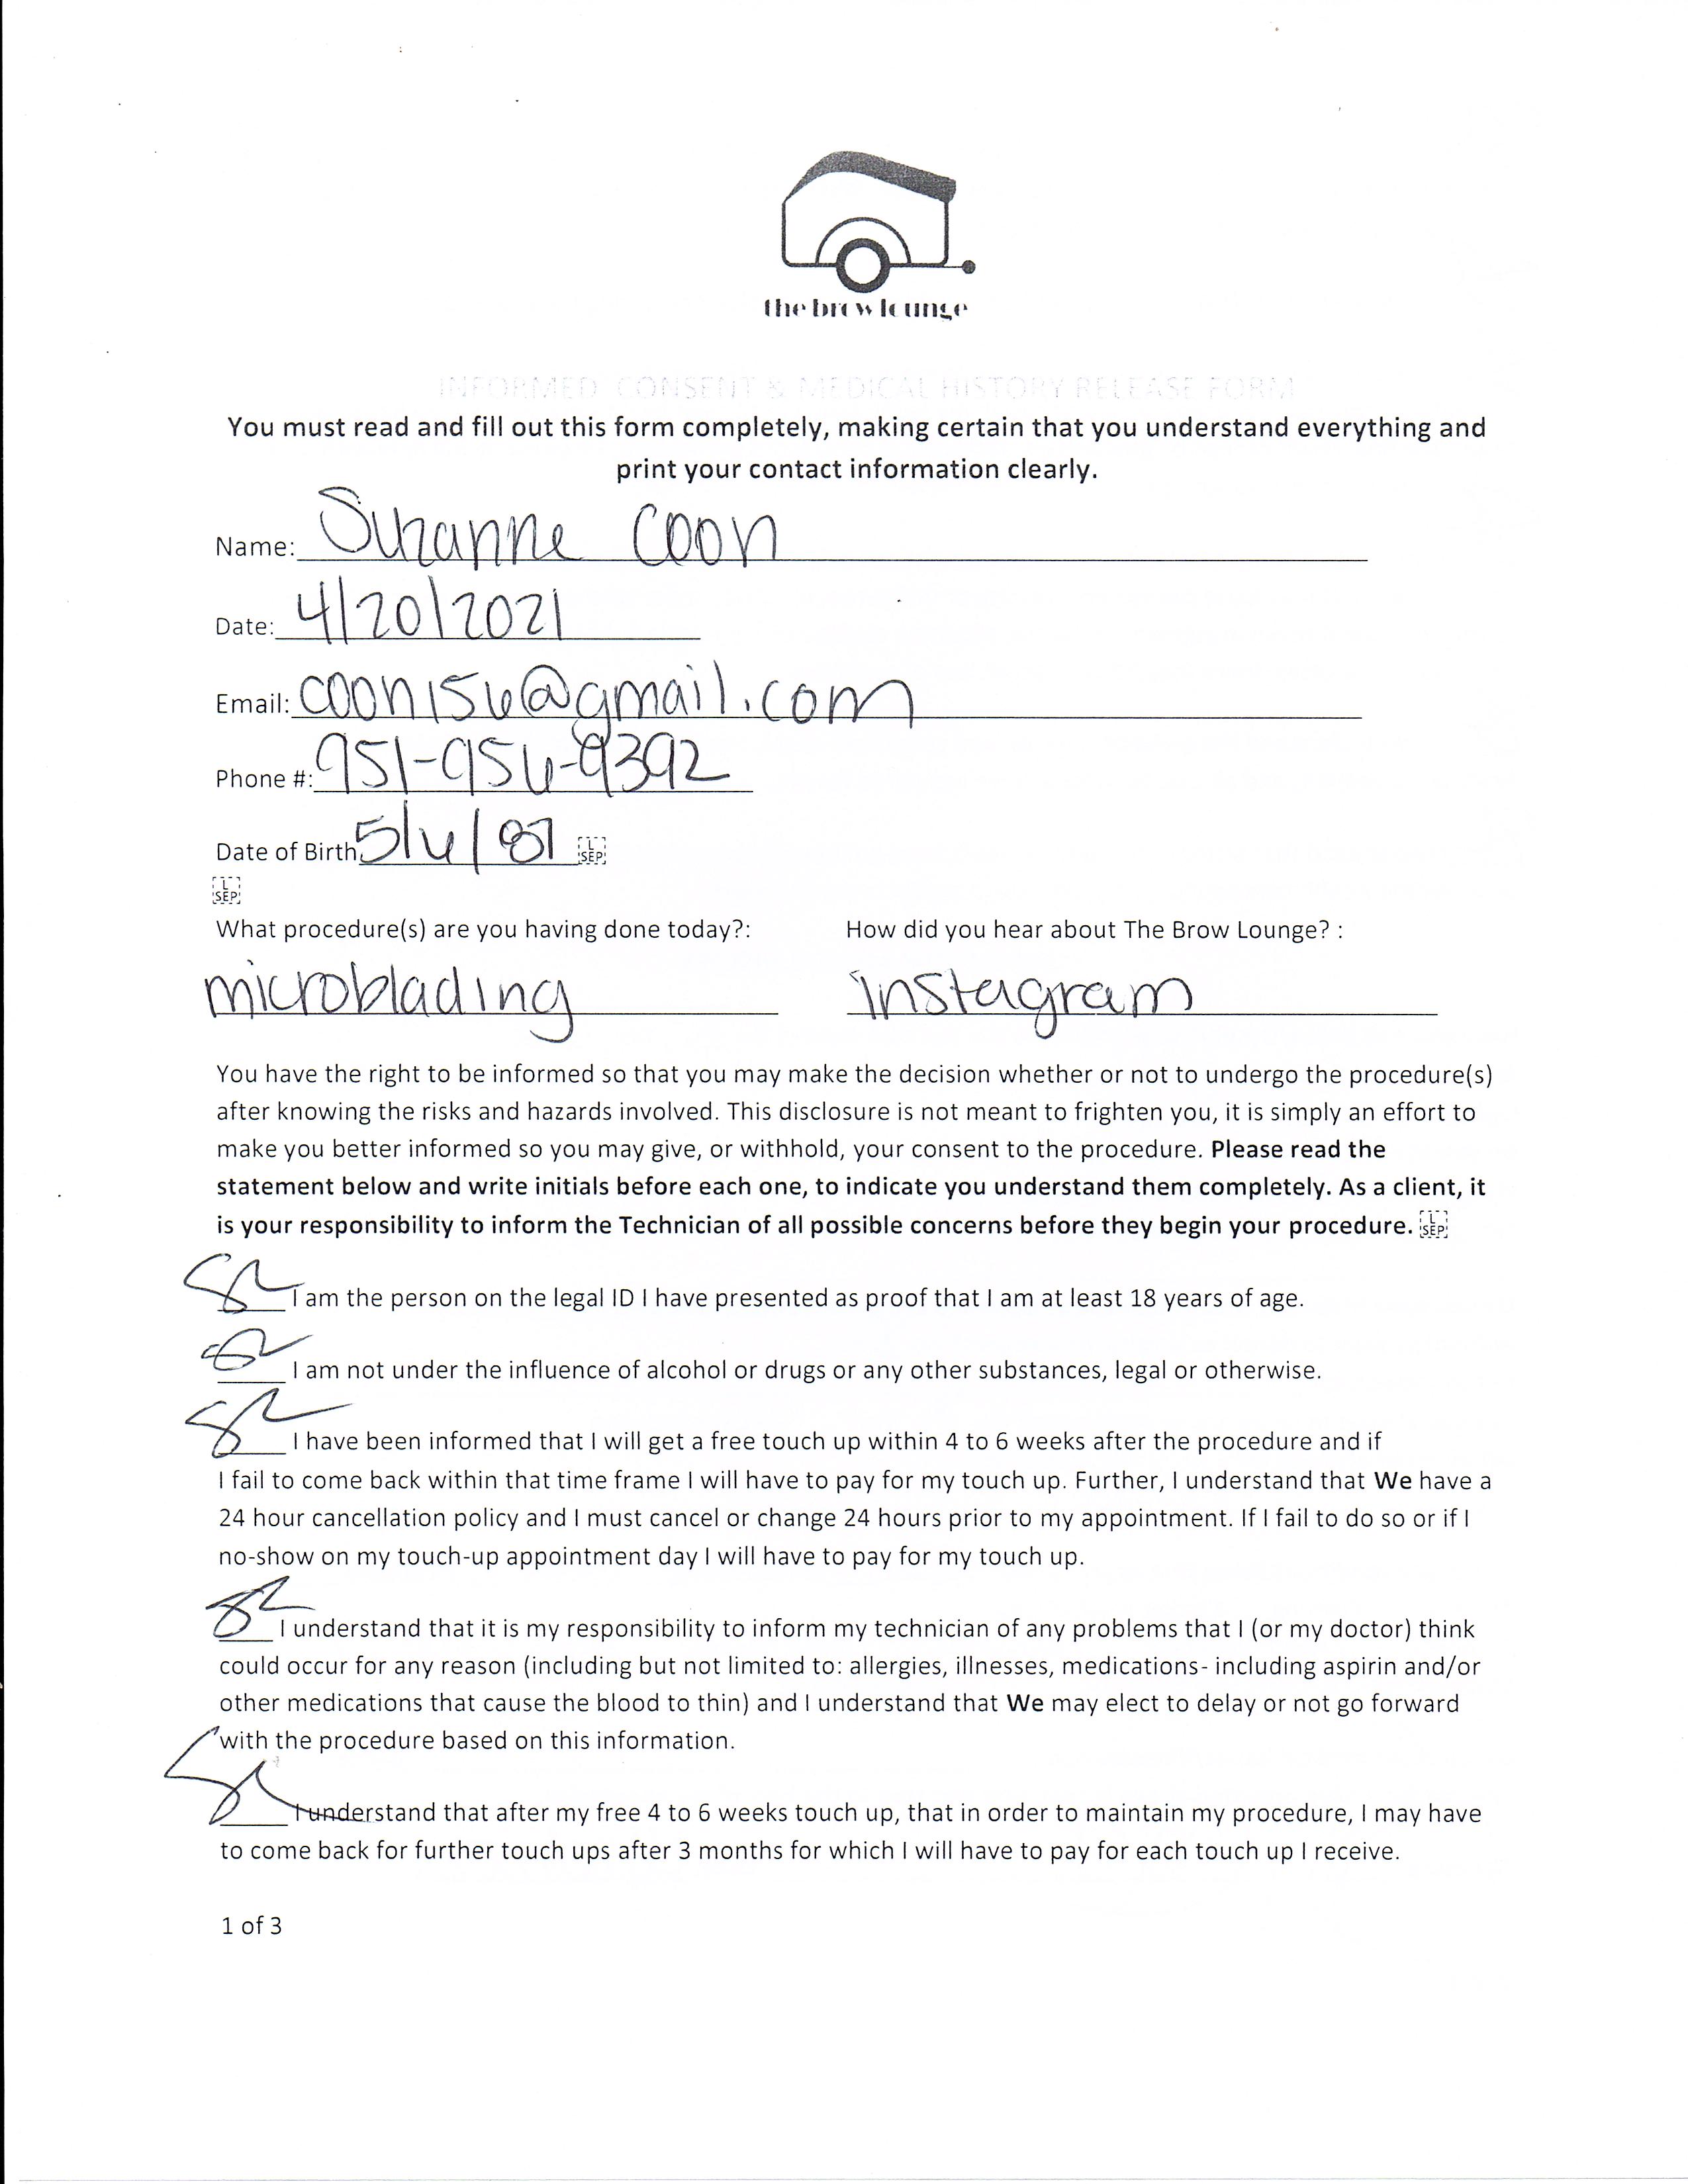 the brow lounge
INFORMED CONSENT & MEDICAL HISTORY RELEASE FORM
You must read and fill out this form completely, making certain that you understand everything and
print your contact information clearly.
Name: Suzanne Coon
Date: 4/20/2021
Email: coon156@gmail.com
Phone #: 951-956-9392
Date of Birth 5/6/87 L SEP
L SEP
What procedure(s) are you having done today?: How did you hear about The Brow Lounge? :
microblading instagram
You have the right to be informed so that you may make the decision whether or not to undergo the procedure(s)
after knowing the risks and hazards involved. This disclosure is not meant to frighten you, it is simply an effort to
make you better informed so you may give, or withhold, your consent to the procedure. Please read the
statement below and write initials before each one, to indicate you understand them completely. As a client, it
is your responsibility to inform the Technician of all possible concerns before they begin your procedure. L SEP
SC I am the person on the legal ID I have presented as proof that I am at least 18 years of age.
SC I am not under the influence of alcohol or drugs or any other substances, legal or otherwise.
SC I have been informed that I will get a free touch up within 4 to 6 weeks after the procedure and if
I fail to come back within that time frame I will have to pay for my touch up. Further, I understand that We have a
24 hour cancellation policy and I must cancel or change 24 hours prior to my appointment. If I fail to do so or if I
no-show on my touch-up appointment day I will have to pay for my touch up.
SC I understand that it is my responsibility to inform my technician of any problems that I (or my doctor) think
could occur for any reason (including but not limited to: allergies, illnesses, medications- including aspirin and/or
other medications that cause the blood to thin) and I understand that We may elect to delay or not go forward
with the procedure based on this information.
SC I understand that after my free 4 to 6 weeks touch up, that in order to maintain my procedure, I may have
to come back for further touch ups after 3 months for which I will have to pay for each touch up I receive.
1 of 3